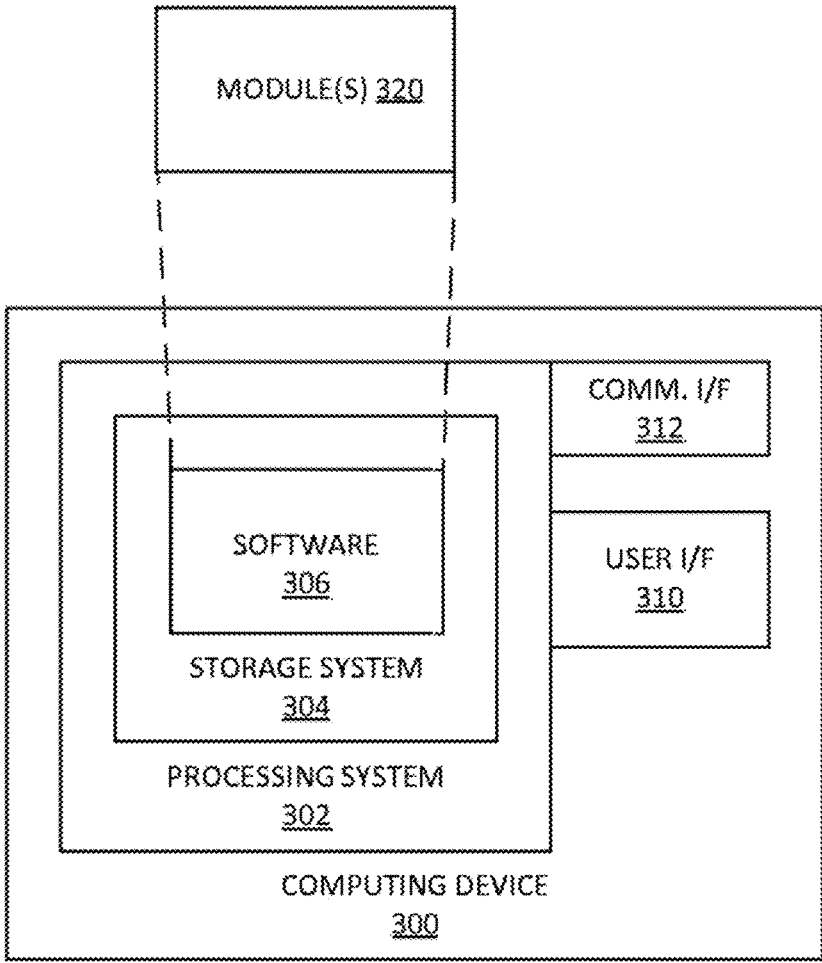 MODULE(S) 320
COMM. I/F
312
SOFTWARE
306
USER I/F
310
STORAGE SYSTEM
304
PROCESSING SYSTEM
302
COMPUTING DEVICE
300